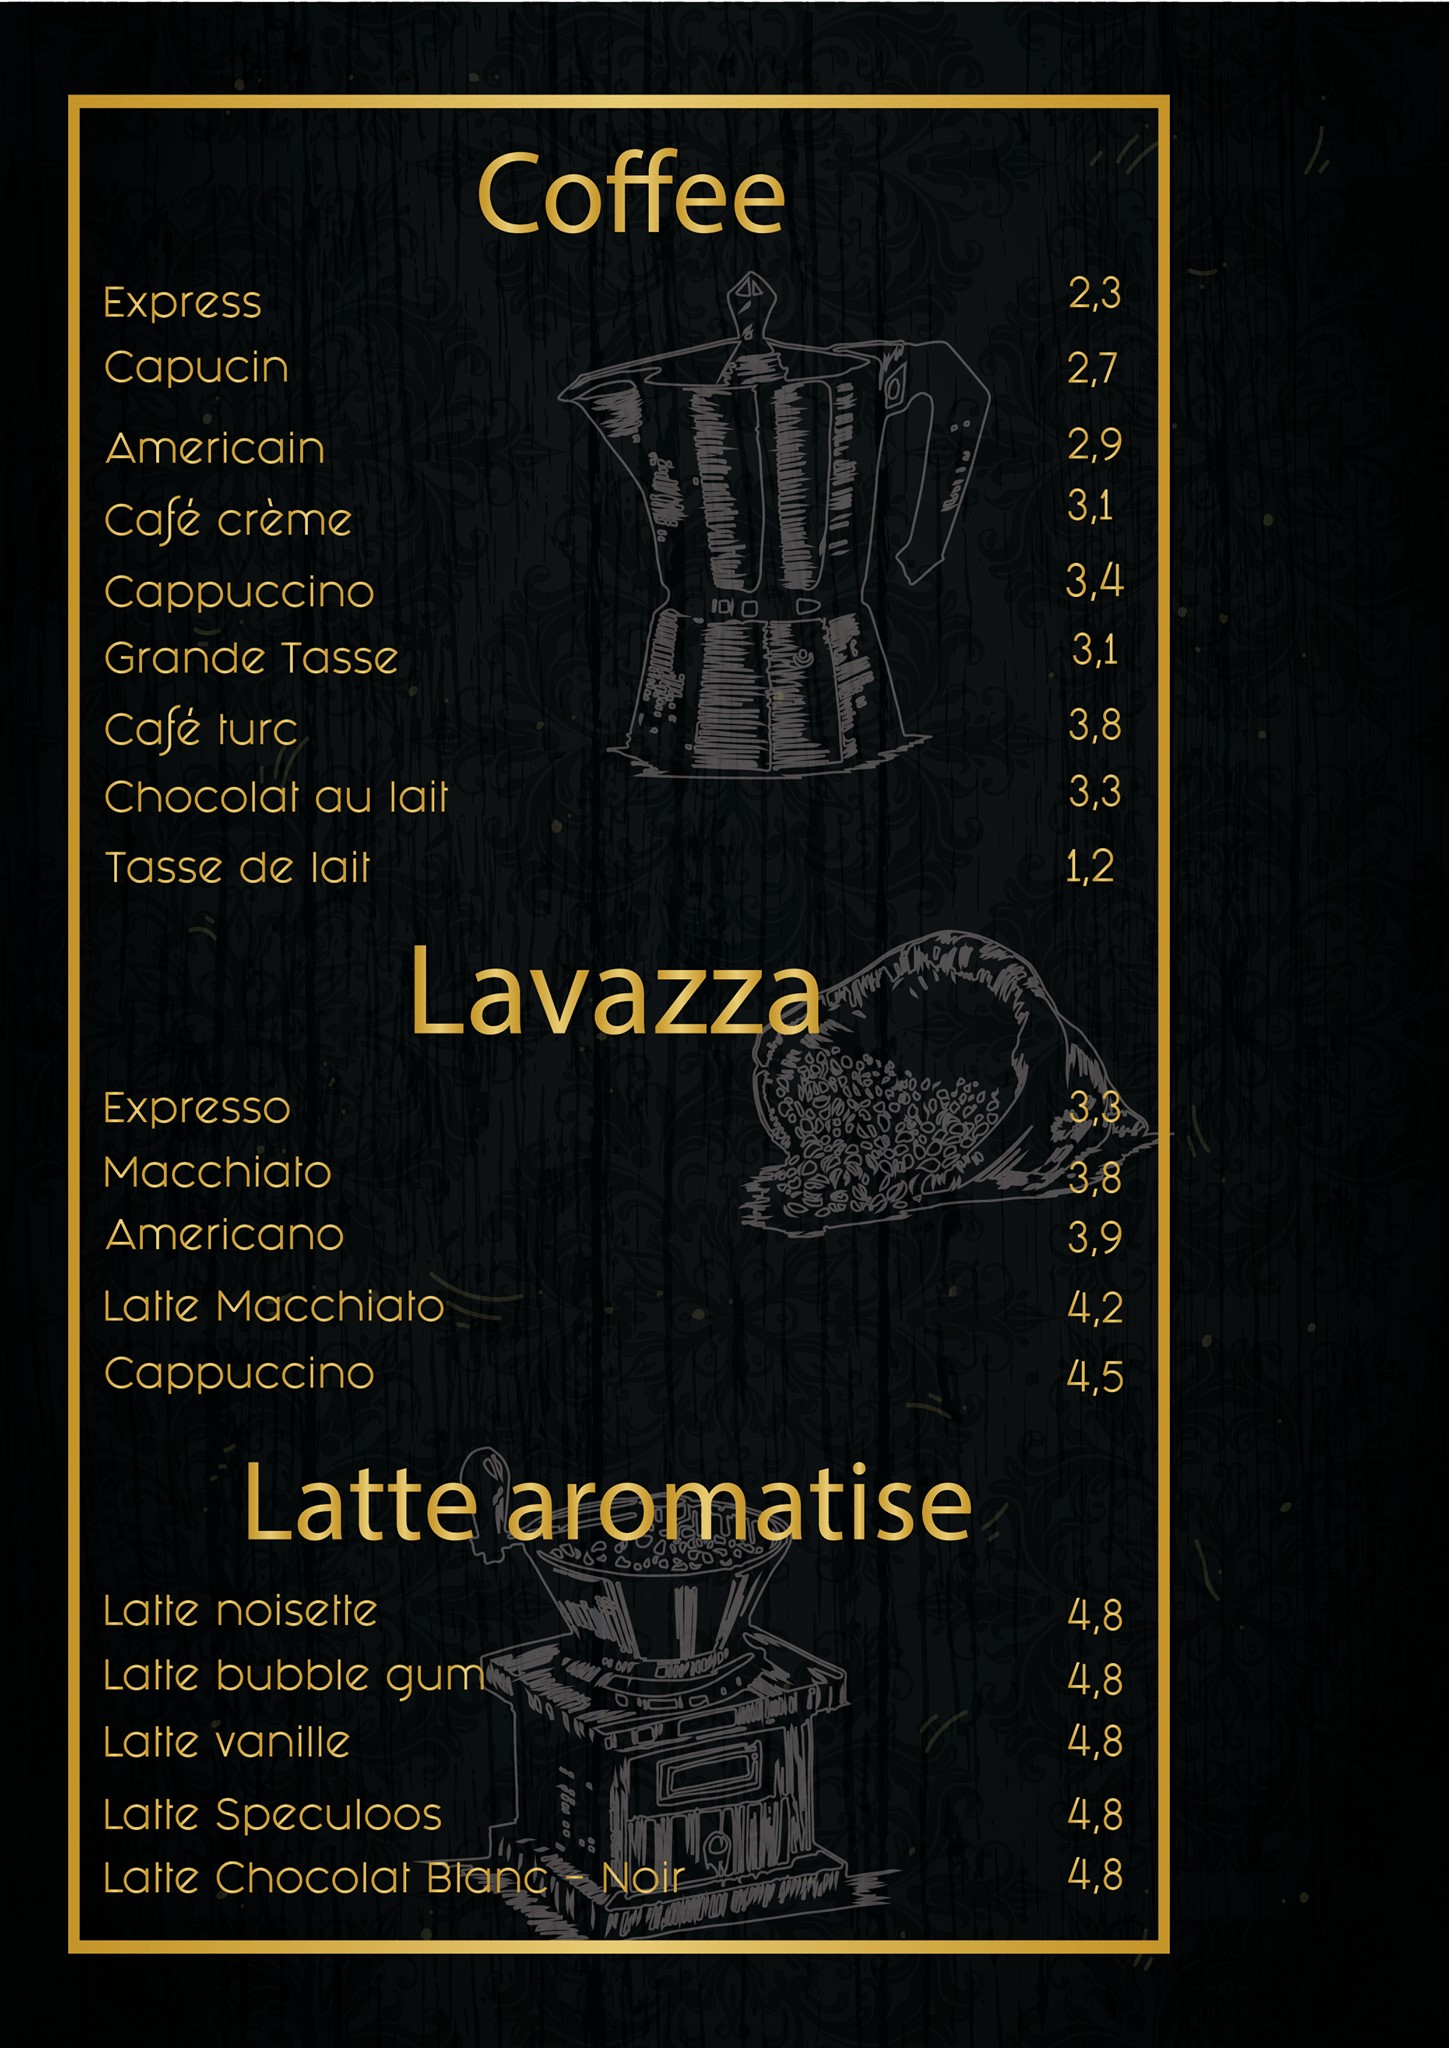 Coffee
Express 2,3
Capucin 2,7
Americain 2,9
Café crème 3,1
Cappuccino 3,4
Grande Tasse 3,1
Café turc 3,8
Chocolat au lait 3,3
Tasse de lait 1,2
Lavazza
Expresso 3,3
Macchiato 3,8
Americano 3,9
Latte Macchiato 4,2
Cappuccino 4,5
Latte aromatise
Latte noisette 4,8
Latte bubble gum 4,8
Latte vanille 4,8
Latte Speculoos 4,8
Latte Chocolat Blanc - Noir 4,8